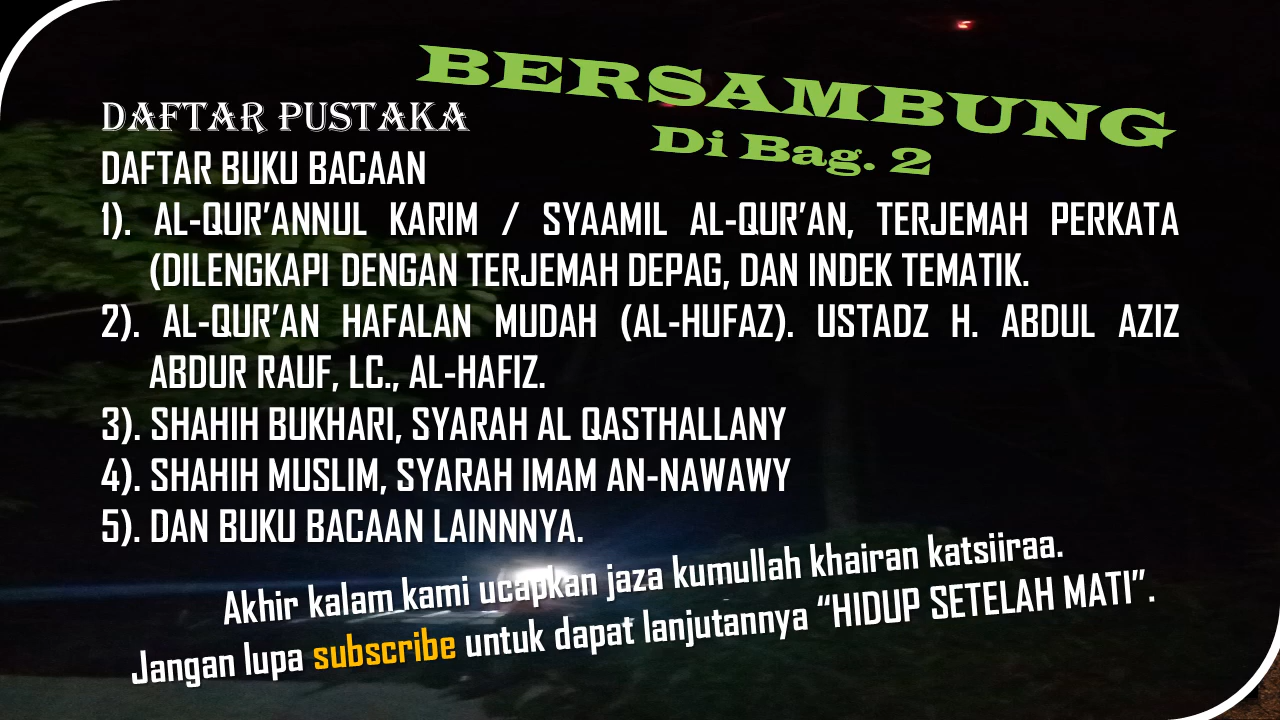 BERSAMBUNG
Di Bag. 2
DAFTAR PUSTAKA
DAFTAR BUKU BACAAN
1). AL-QUR’ANNUL KARIM / SYAAMIL AL-QUR’AN, TERJEMAH PERKATA
(DILENGKAPI DENGAN TERJEMAH DEPAG, DAN INDEK TEMATIK.
2). AL-QUR’AN HAFALAN MUDAH (AL-HUFAZ). USTADZ H. ABDUL AZIZ
ABDUR RAUF, LC., AL-HAFIZ.
3). SHAHIH BUKHARI, SYARAH AL QASTHALLANY
4). SHAHIH MUSLIM, SYARAH IMAM AN-NAWAWY
5). DAN BUKU BACAAN LAINNNYA.
Akhir kalam kami ucapkan jaza kumullah khairan katsiiraa.
Jangan lupa subscribe untuk dapat lanjutannya “HIDUP SETELAH MATI”.